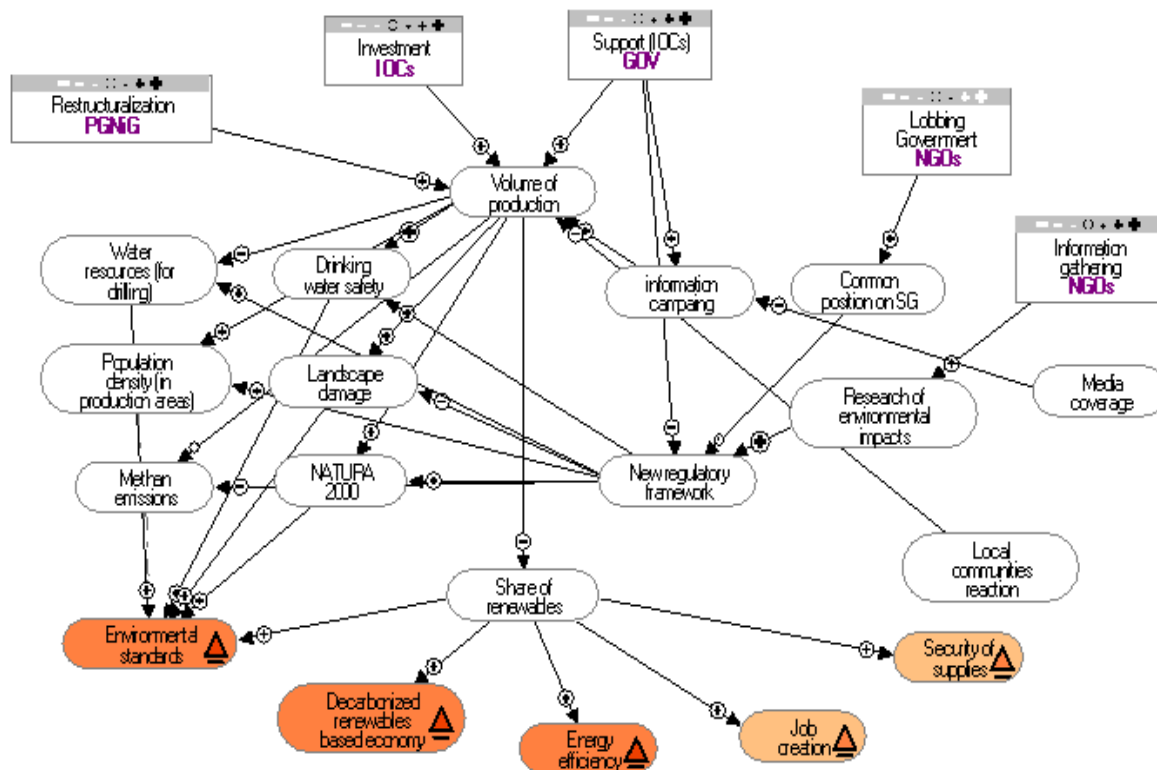 Investment
IOCs
Support (IOCs)
GOV
Restructuralization
PGNiG
Lobbing
Government
NGOs
Volume of
production
Information
gathering
NGOs
Water
resources (for
drilling)
Drinking
water safety
information
campaing
Common
position on SG
Population
density (in
production areas)
Landscape
damage
Research of
environmental
impacts
Media
coverage
Methan
emissions
NATURA
2000
New regulatory
framework
Local
communities
reaction
Share of
renewables
Environmental
standards
Security of
supplies
Decarbonized
renewables
based economy
Energy
efficiency
Job
creation